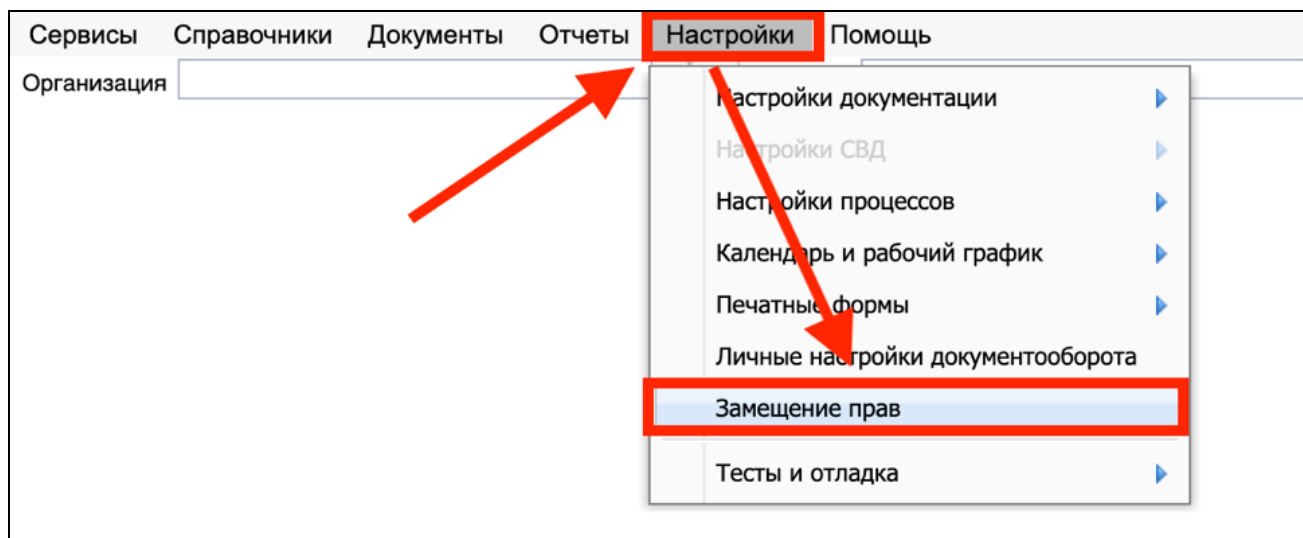 Сервисы Справочники Документы Отчеты Настройки Помощь
Организация
Настройки документации
Настройки СВД
Настройки процессов
Календарь и рабочий график
Печатные формы
Личные настройки документооборота
Замещение прав
Тесты и отладка